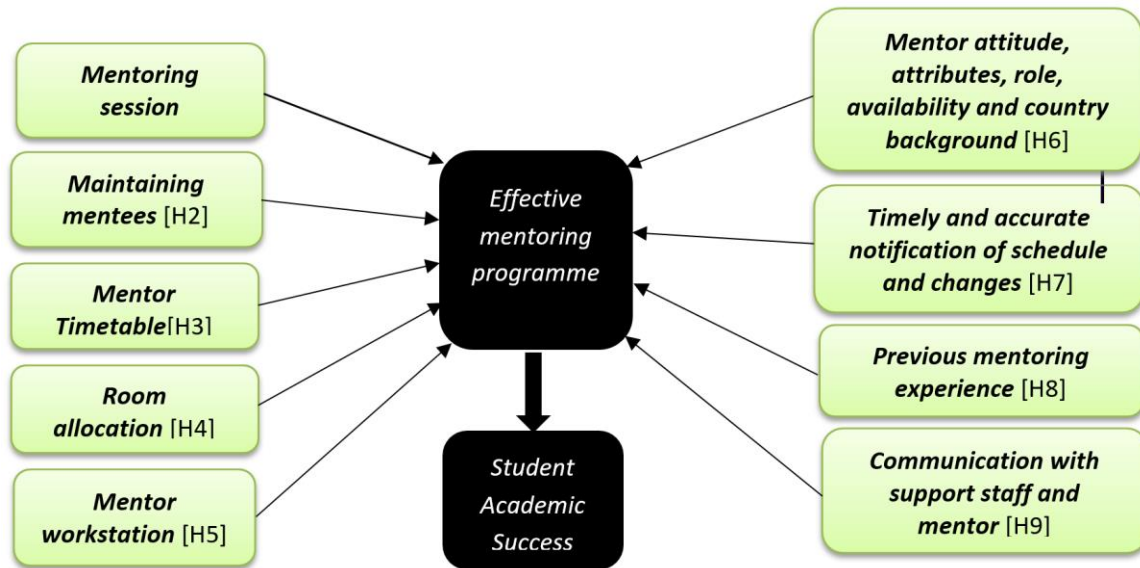 Mentoring
session
Maintaining
mentees [H2]
Mentor
Timetable[H3]
Room
allocation [H4]
Mentor
workstation [H5]
Effective
mentoring
programme
Student
Academic
Success
Mentor attitude,
attributes, role,
availability and country
background [H6]
Timely and accurate
notification of schedule
and changes [H7]
Previous mentoring
experience [H8]
Communication with
support staff and
mentor [H9]